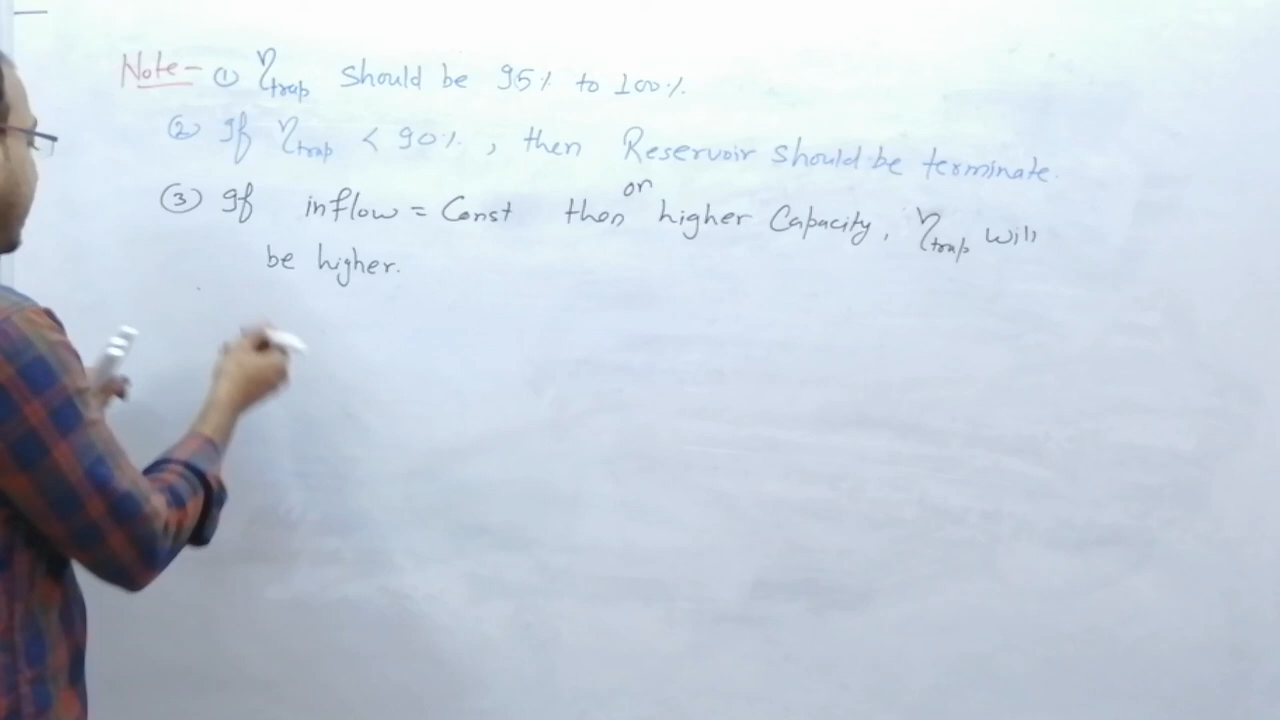 Note - ① η trap should be 95% to 100%.
② If η trap < 90%, then Reservoir should be terminate.
③ If inflow = Const then on higher Capacity, η trap will
be higher.